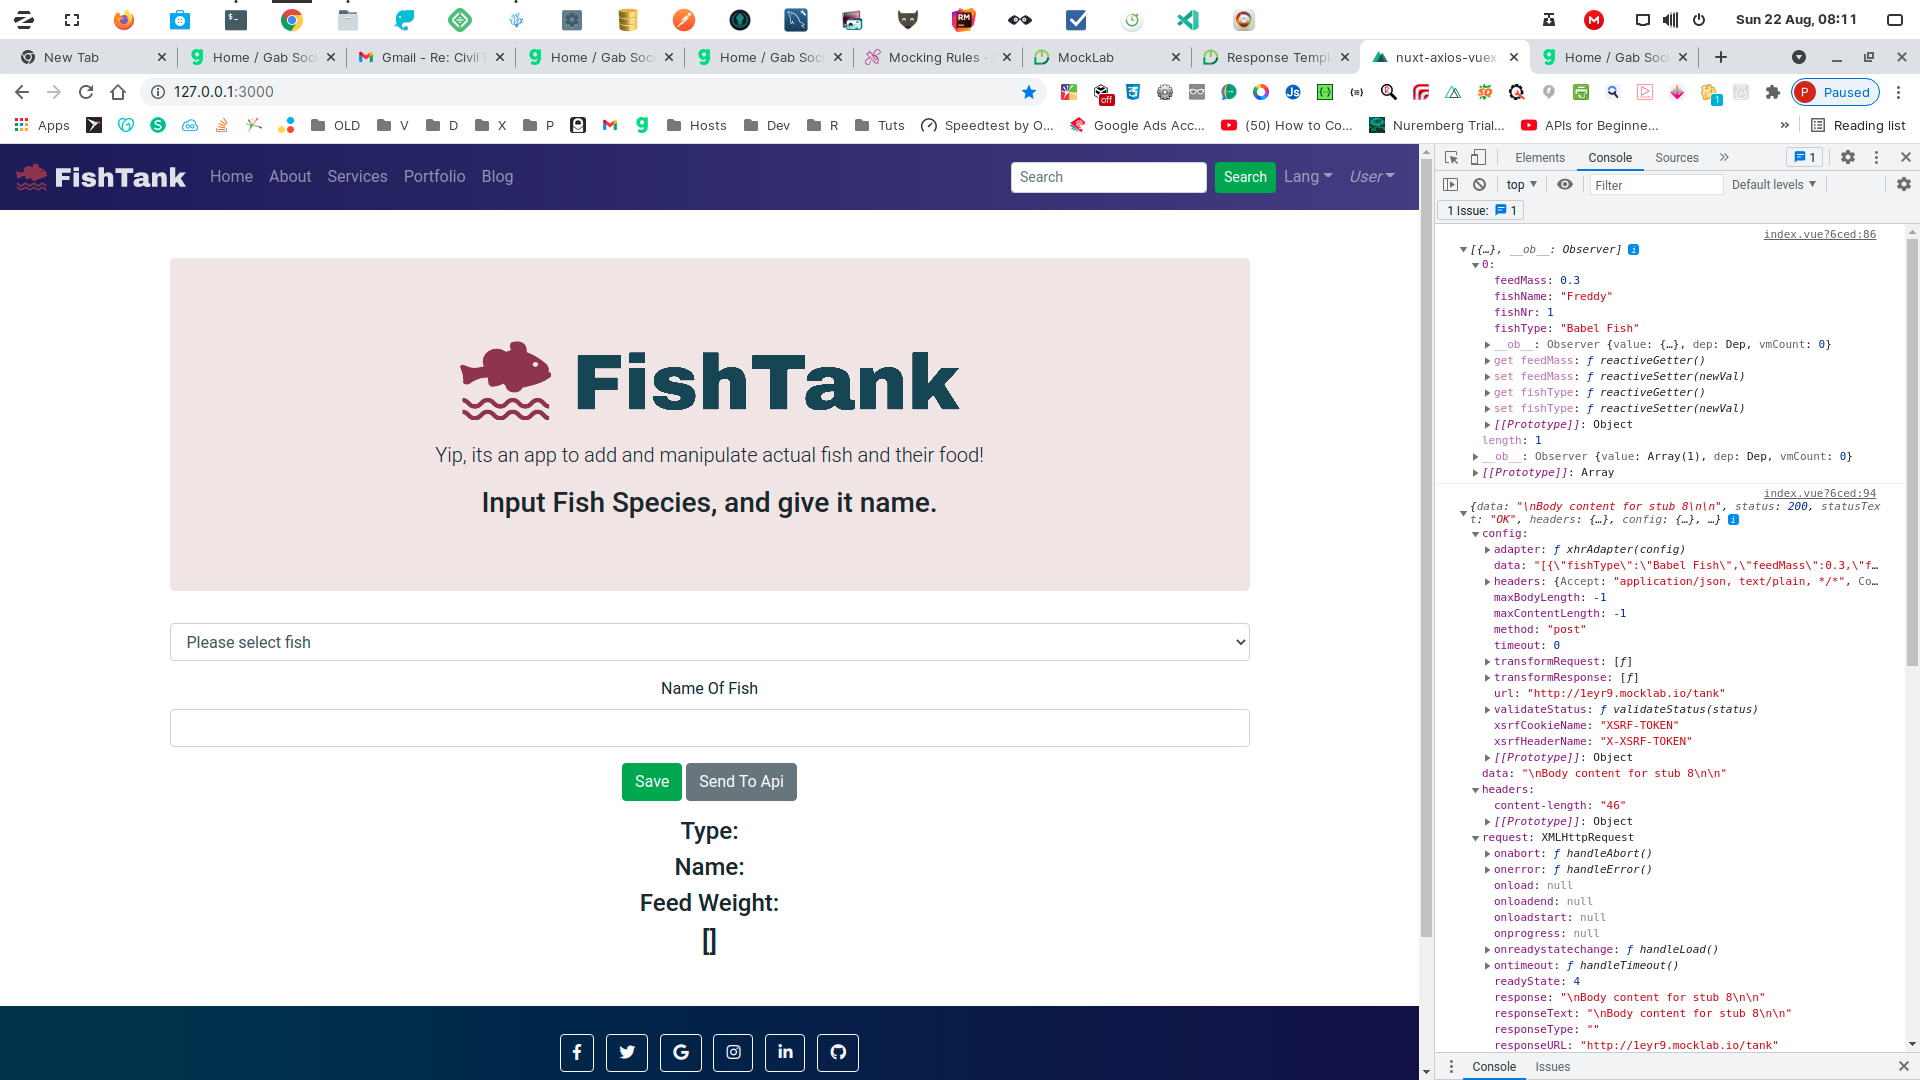 Sun 22 Aug, 08:11
New Tab
Home / Gab Soci
Gmail - Re: Civil
Home / Gab Soci
Home / Gab Soci
Mocking Rules -
MockLab
Response Templ
nuxt-axios-vuex
Home / Gab Soci
127.0.0.1:3000
off
1
P Paused
Apps
OLD
V
D
X
P
Hosts
Dev
R
Tuts
Speedtest by O...
Google Ads Acc...
(50) How to Co...
Nuremberg Trial...
APIs for Beginne...
»
Reading list
FishTank
Home
About
Services
Portfolio
Blog
Search
Search
Lang
User
FishTank
Yip, its an app to add and manipulate actual fish and their food!
Input Fish Species, and give it name.
Please select fish
Name Of Fish
Save
Send To Api
Type:
Name:
Feed Weight:
[]
Elements
Console
Sources
»
1
top
Filter
Default levels
1 Issue: 1
index.vue?6ced:86
[{…}, __ob__: Observer]
0:
feedMass: 0.3
fishName: "Freddy"
fishNr: 1
fishType: "Babel Fish"
__ob__: Observer {value: {…}, dep: Dep, vmCount: 0}
get feedMass: ƒ reactiveGetter()
set feedMass: ƒ reactiveSetter(newVal)
get fishType: ƒ reactiveGetter()
set fishType: ƒ reactiveSetter(newVal)
[[Prototype]]: Object
length: 1
__ob__: Observer {value: Array(1), dep: Dep, vmCount: 0}
[[Prototype]]: Array
index.vue?6ced:94
{data: "\nBody content for stub 8\n\n", status: 200, statusTex
t: "OK", headers: {…}, config: {…}, …}
config:
adapter: ƒ xhrAdapter(config)
data: "[{\"fishType\":\"Babel Fish\",\"feedMass\":0.3,\"f…
headers: {Accept: "application/json, text/plain, */*", Co…
maxBodyLength: -1
maxContentLength: -1
method: "post"
timeout: 0
transformRequest: [ƒ]
transformResponse: [ƒ]
url: "http://1eyr9.mocklab.io/tank"
validateStatus: ƒ validateStatus(status)
xsrfCookieName: "XSRF-TOKEN"
xsrfHeaderName: "X-XSRF-TOKEN"
[[Prototype]]: Object
data: "\nBody content for stub 8\n\n"
headers:
content-length: "46"
[[Prototype]]: Object
request: XMLHttpRequest
onabort: ƒ handleAbort()
onerror: ƒ handleError()
onload: null
onloadend: null
onloadstart: null
onprogress: null
onreadystatechange: ƒ handleLoad()
ontimeout: ƒ handleTimeout()
readyState: 4
response: "\nBody content for stub 8\n\n"
responseText: "\nBody content for stub 8\n\n"
responseType: ""
responseURL: "http://1eyr9.mocklab.io/tank"
Console
Issues